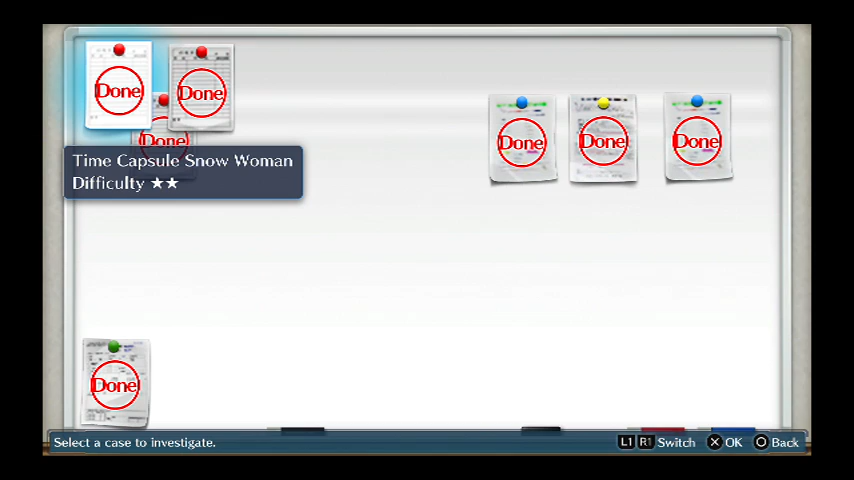 Done
Done
Done
Time Capsule Snow Woman
Difficulty ★★
Done
Done
Done
Done
Select a case to investigate.
L1 R1 Switch OK Back